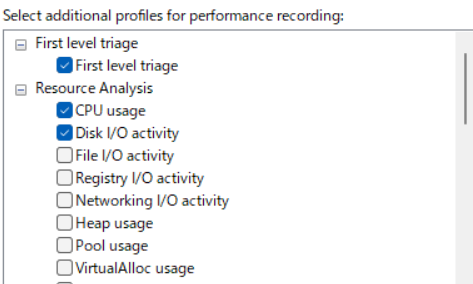 Select additional profiles for performance recording:
First level triage
First level triage
Resource Analysis
CPU usage
Disk I/O activity
File I/O activity
Registry I/O activity
Networking I/O activity
Heap usage
Pool usage
VirtualAlloc usage